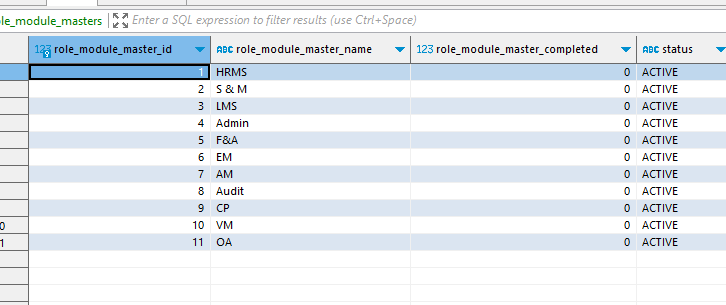 ole_module_masters Enter a SQL expression to filter results (use Ctrl+Space)
123 role_module_master_id ABC role_module_master_name 123 role_module_master_completed ABC status
1 HRMS 0 ACTIVE
2 S & M 0 ACTIVE
3 LMS 0 ACTIVE
4 Admin 0 ACTIVE
5 F&A 0 ACTIVE
6 EM 0 ACTIVE
7 AM 0 ACTIVE
8 Audit 0 ACTIVE
9 CP 0 ACTIVE
0 10 VM 0 ACTIVE
1 11 OA 0 ACTIVE